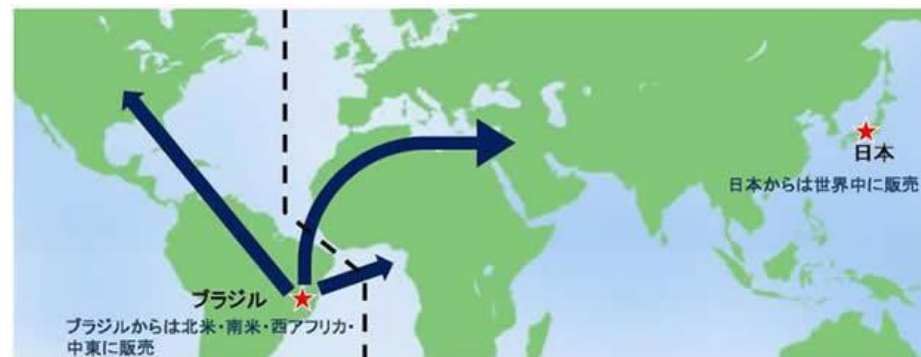 日本
日本からは世界中に販売
ブラジル
ブラジルからは北米・南米・西アフリカ・
中東に販売